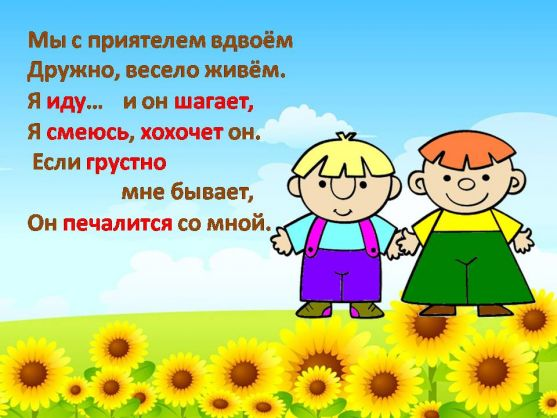 Мы с приятелем вдвоём
Дружно, весело живём.
Я иду... и он шагает,
Я смеюсь, хохочет он.
Если грустно
мне бывает,
Он печалится со мной.